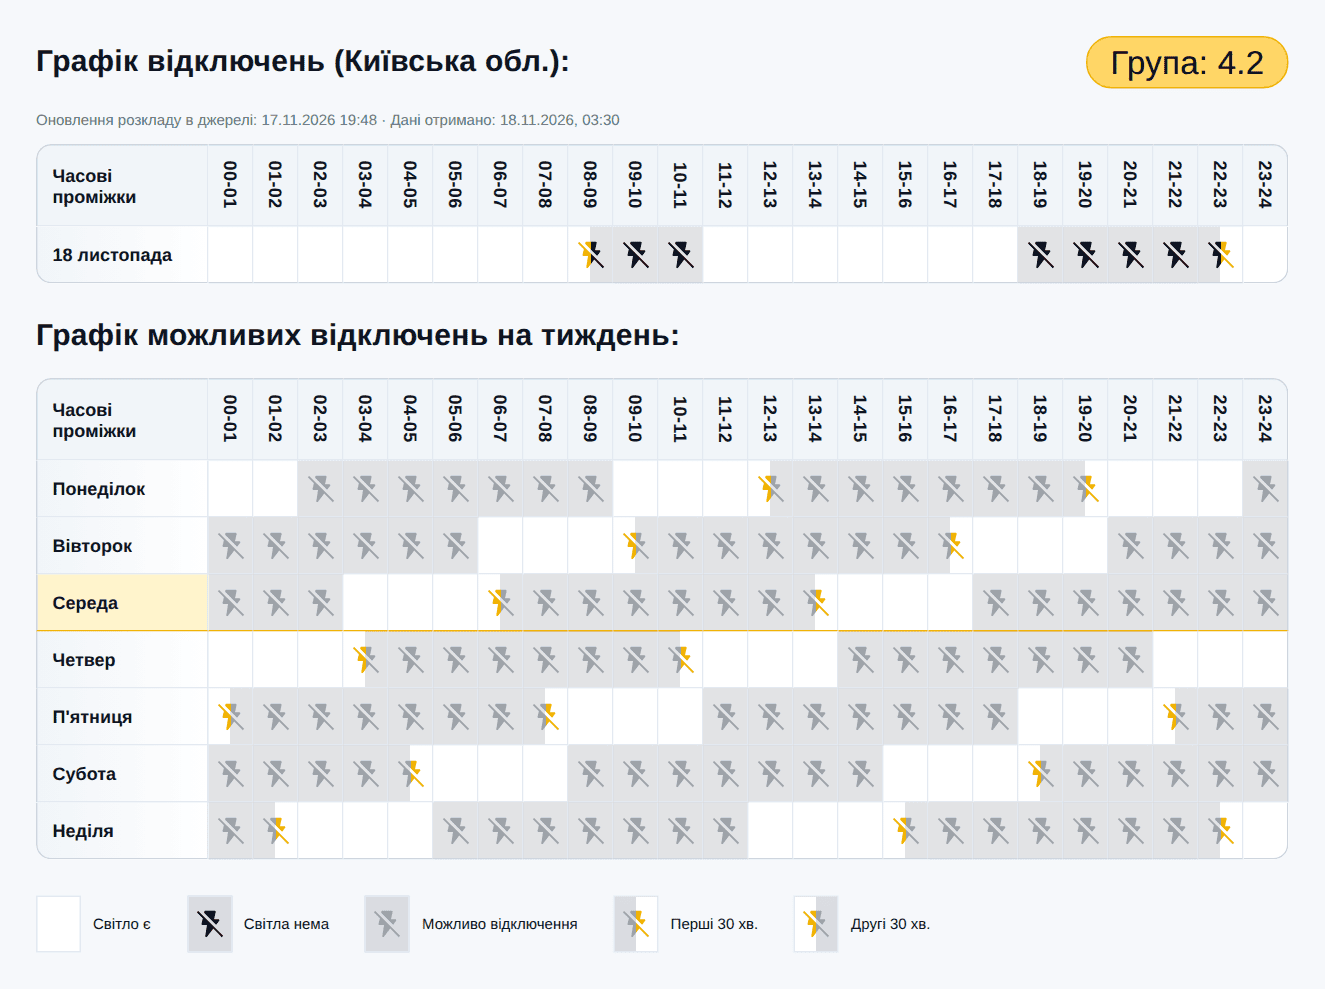 Графік відключень (Київська обл.):
Група: 4.2
Оновлення розкладу в джерелі: 17.11.2026 19:48 · Дані отримано: 18.11.2026, 03:30
Часові
проміжки
00-01 01-02 02-03 03-04 04-05 05-06 06-07 07-08 08-09 09-10 10-11 11-12 12-13 13-14 14-15 15-16 16-17 17-18 18-19 19-20 20-21 21-22 22-23 23-24
18 листопада
Графік можливих відключень на тиждень:
Часові
проміжки
00-01 01-02 02-03 03-04 04-05 05-06 06-07 07-08 08-09 09-10 10-11 11-12 12-13 13-14 14-15 15-16 16-17 17-18 18-19 19-20 20-21 21-22 22-23 23-24
Понеділок
Вівторок
Середа
Четвер
П'ятниця
Субота
Неділя
Світло є
Світла нема
Можливо відключення
Перші 30 хв.
Другі 30 хв.